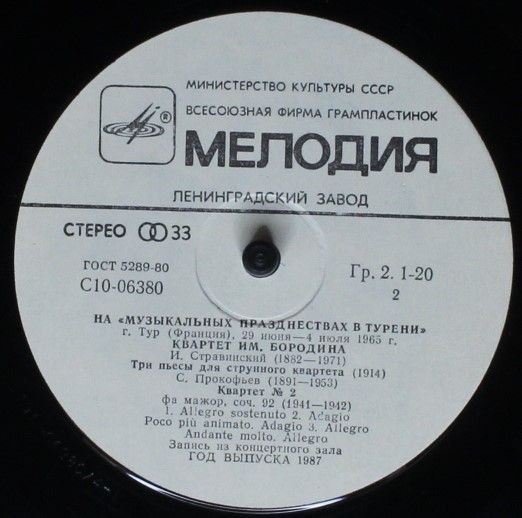 МИНИСТЕРСТВО КУЛЬТУРЫ СССР
ВСЕСОЮЗНАЯ ФИРМА ГРАМПЛАСТИНОК
®
МЕЛОДИЯ
ЛЕНИНГРАДСКИЙ ЗАВОД
СТЕРЕО 33
ГОСТ 5289-80
Гр. 2. 1-20
С10-06380
2
НА «МУЗЫКАЛЬНЫХ ПРАЗДНЕСТВАХ В ТУРЕНИ»
г. Тур (Франция), 29 июня—4 июля 1965 г.
КВАРТЕТ ИМ. БОРОДИНА
И. Стравинский (1882—1971)
Три пьесы для струнного квартета (1914)
С. Прокофьев (1891—1953)
Квартет № 2
фа мажор, соч. 92 (1941—1942)
1. Allegro sostenuto 2. Adagio
Poco più animato. Adagio 3. Allegro
Andante molto. Allegro
Запись из концертного зала
ГОД ВЫПУСКА 1987